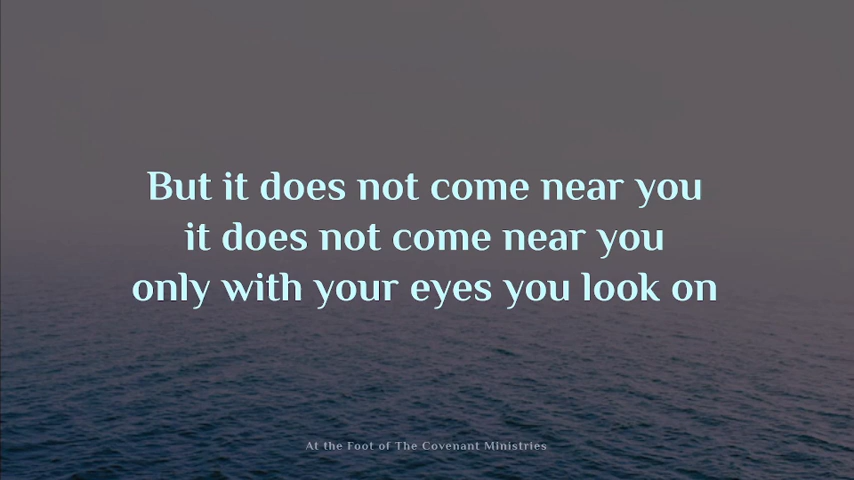 But it does not come near you
it does not come near you
only with your eyes you look on
At the Foot of The Covenant Ministries